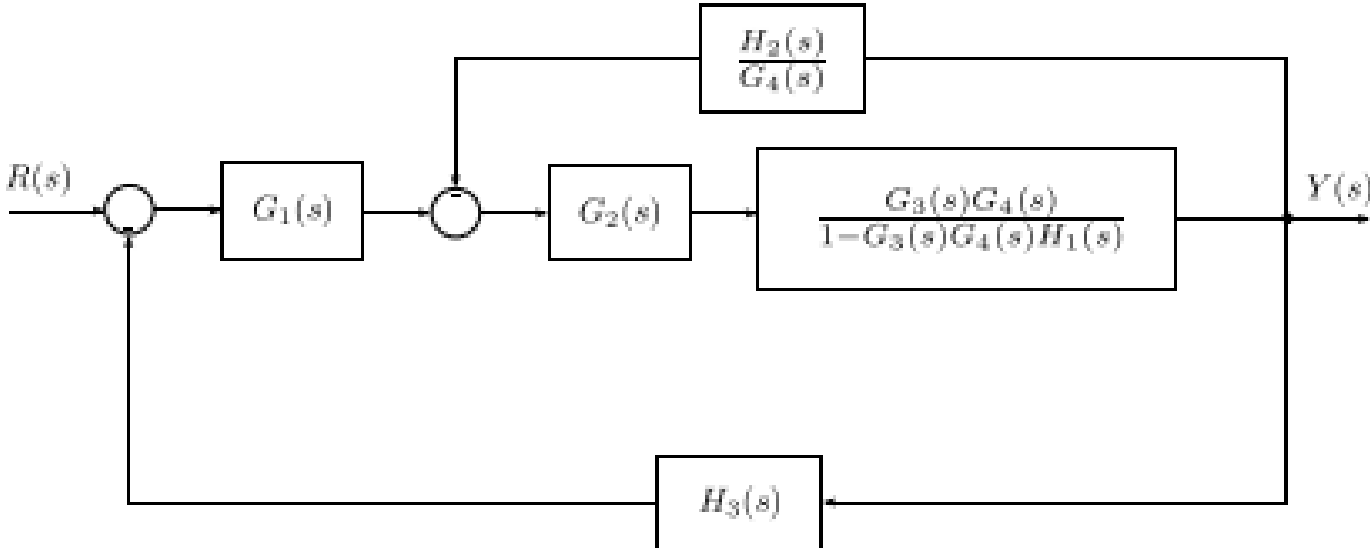 H₂(s)
G₄(s)
R(s)
G₁(s)
-
-
G₂(s)
G₃(s)G₄(s)
1−G₃(s)G₄(s)H₁(s)
Y(s)
H₃(s)